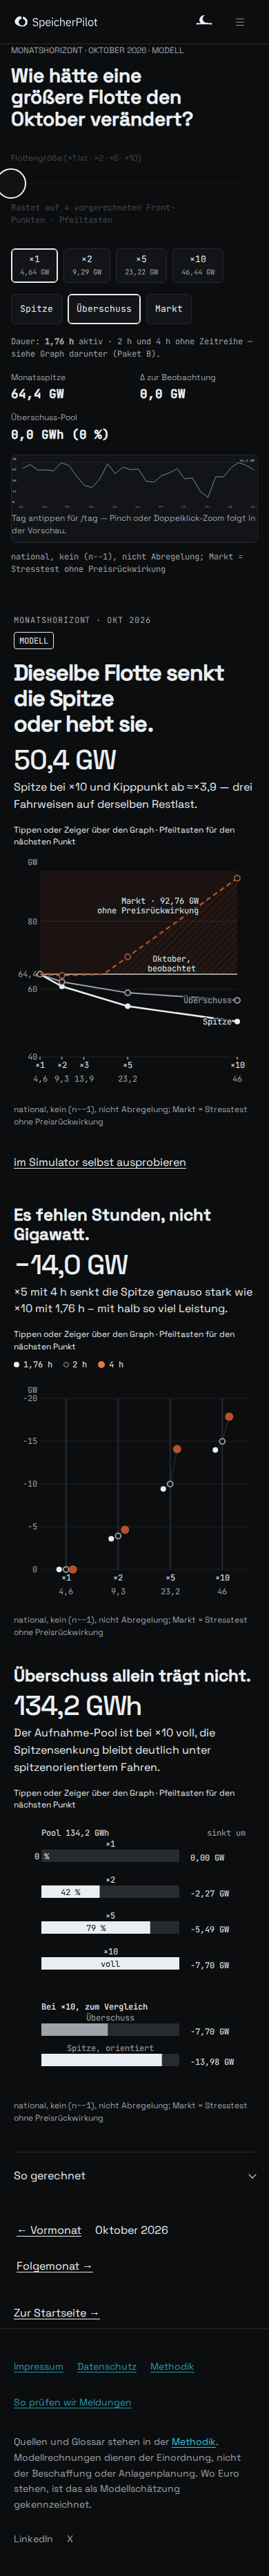 SpeicherPilot
MONATSHORIZONT · OKTOBER 2026 · MODELL
Wie hätte eine
größere Flotte den
Oktober verändert?
Flottengröße (×1 Ist · ×2 · ×5 · ×10)
Rastet auf 4 vorgerechneten Front-
Punkten · Pfeiltasten
×1 ×2 ×5 ×10
4,64 GW 9,29 GW 23,22 GW 46,44 GW
Spitze Überschuss Markt
Dauer: 1,76 h aktiv · 2 h und 4 h ohne Zeitreihe —
siehe Graph darunter (Paket B).
Monatsspitze Δ zur Beobachtung
64,4 GW 0,0 GW
Überschuss-Pool
0,0 GWh (0 %)
Tag antippen für /tag — Pinch oder Doppelklick-Zoom folgt in
der Vorschau.
national, kein (n−-1), nicht Abregelung; Markt =
Stresstest ohne Preisrückwirkung
MONATSHORIZONT · OKT 2026
MODELL
Dieselbe Flotte senkt
die Spitze
oder hebt sie.
50,4 GW
Spitze bei ×10 und Kipppunkt ab ≈×3,9 — drei
Fahrweisen auf derselben Restlast.
Tippen oder Zeiger über den Graph · Pfeiltasten für den
nächsten Punkt
GW
Markt · 92,76 GW
ohne Preisrückwirkung
80
Oktober,
beobachtet
64,4
60
Überschuss
Spitze
40
×1 ×2 ×3 ×5 ×10
4,6 9,3 13,9 23,2 46
national, kein (n−-1), nicht Abregelung; Markt = Stresstest
ohne Preisrückwirkung
im Simulator selbst ausprobieren
Es fehlen Stunden, nicht
Gigawatt.
−14,0 GW
×5 mit 4 h senkt die Spitze genauso stark wie
×10 mit 1,76 h – mit halb so viel Leistung.
Tippen oder Zeiger über den Graph · Pfeiltasten für den
nächsten Punkt
1,76 h 2 h 4 h
GW
-20
-15
-10
-5
0
×1 ×2 ×5 ×10
4,6 9,3 23,2 46
national, kein (n−-1), nicht Abregelung; Markt = Stresstest
ohne Preisrückwirkung
Überschuss allein trägt nicht.
134,2 GWh
Der Aufnahme-Pool ist bei ×10 voll, die
Spitzensenkung bleibt deutlich unter
spitzenorientiertem Fahren.
Tippen oder Zeiger über den Graph · Pfeiltasten für den
nächsten Punkt
Pool 134,2 GWh sinkt um
×1
0 % 0,00 GW
×2
42 % -2,27 GW
×5
79 % -5,49 GW
×10
voll -7,70 GW
Bei ×10, zum Vergleich
Überschuss
-7,70 GW
Spitze, orientiert
-13,98 GW
national, kein (n−-1), nicht Abregelung; Markt = Stresstest
ohne Preisrückwirkung
So gerechnet
← Vormonat Oktober 2026
Folgemonat →
Zur Startseite →
Impressum Datenschutz Methodik
So prüfen wir Meldungen
Quellen und Glossar stehen in der Methodik.
Modellrechnungen dienen der Einordnung, nicht
der Beschaffung oder Anlagenplanung. Wo Euro
stehen, ist das als Modellschätzung
gekennzeichnet.
LinkedIn X